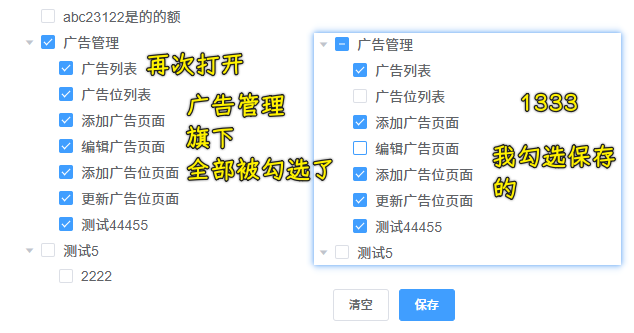 abc23122是的的额
广告管理
广告列表
广告位列表
添加广告页面
编辑广告页面
添加广告位页面
更新广告位页面
测试44455
测试5
2222
再次打开
广告管理
旗下
全部被勾选了
广告管理
广告列表
广告位列表
添加广告页面
编辑广告页面
添加广告位页面
更新广告位页面
测试44455
测试5
1333
我勾选保存
的
清空
保存